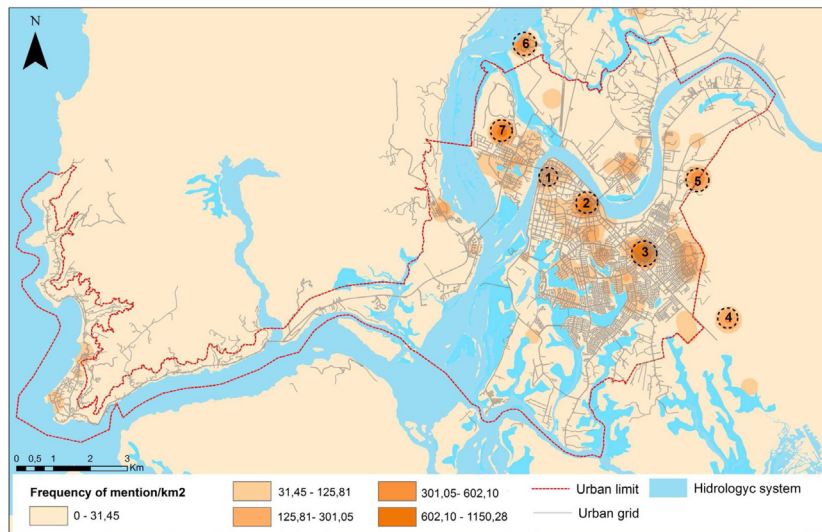 N
6
7
1
2
5
3
4
0 0,5 1 2 3
Km
Frequency of mention/km2
0 - 31,45
31,45 - 125,81
125,81- 301,05
301,05- 602,10
602,10 - 1150,28
Urban limit
Urban grid
Hidrologyc system